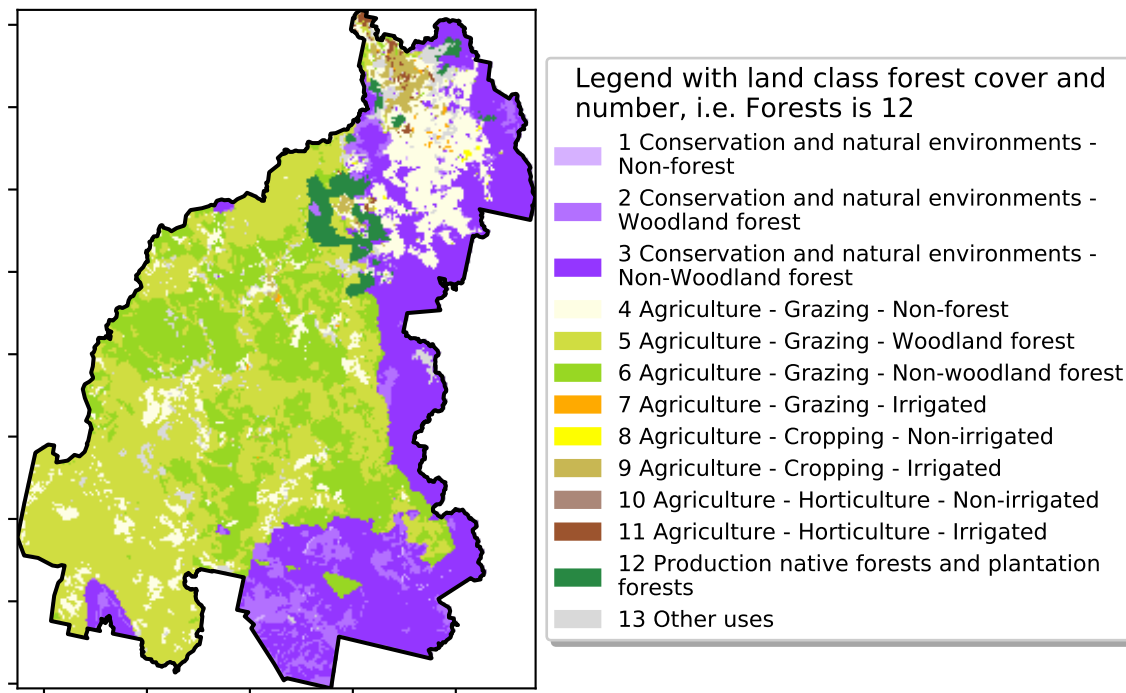 Legend with land class forest cover and
number, i.e. Forests is 12
1 Conservation and natural environments -
Non-forest
2 Conservation and natural environments -
Woodland forest
3 Conservation and natural environments -
Non-Woodland forest
4 Agriculture - Grazing - Non-forest
5 Agriculture - Grazing - Woodland forest
6 Agriculture - Grazing - Non-woodland forest
7 Agriculture - Grazing - Irrigated
8 Agriculture - Cropping - Non-irrigated
9 Agriculture - Cropping - Irrigated
10 Agriculture - Horticulture - Non-irrigated
11 Agriculture - Horticulture - Irrigated
12 Production native forests and plantation
forests
13 Other uses